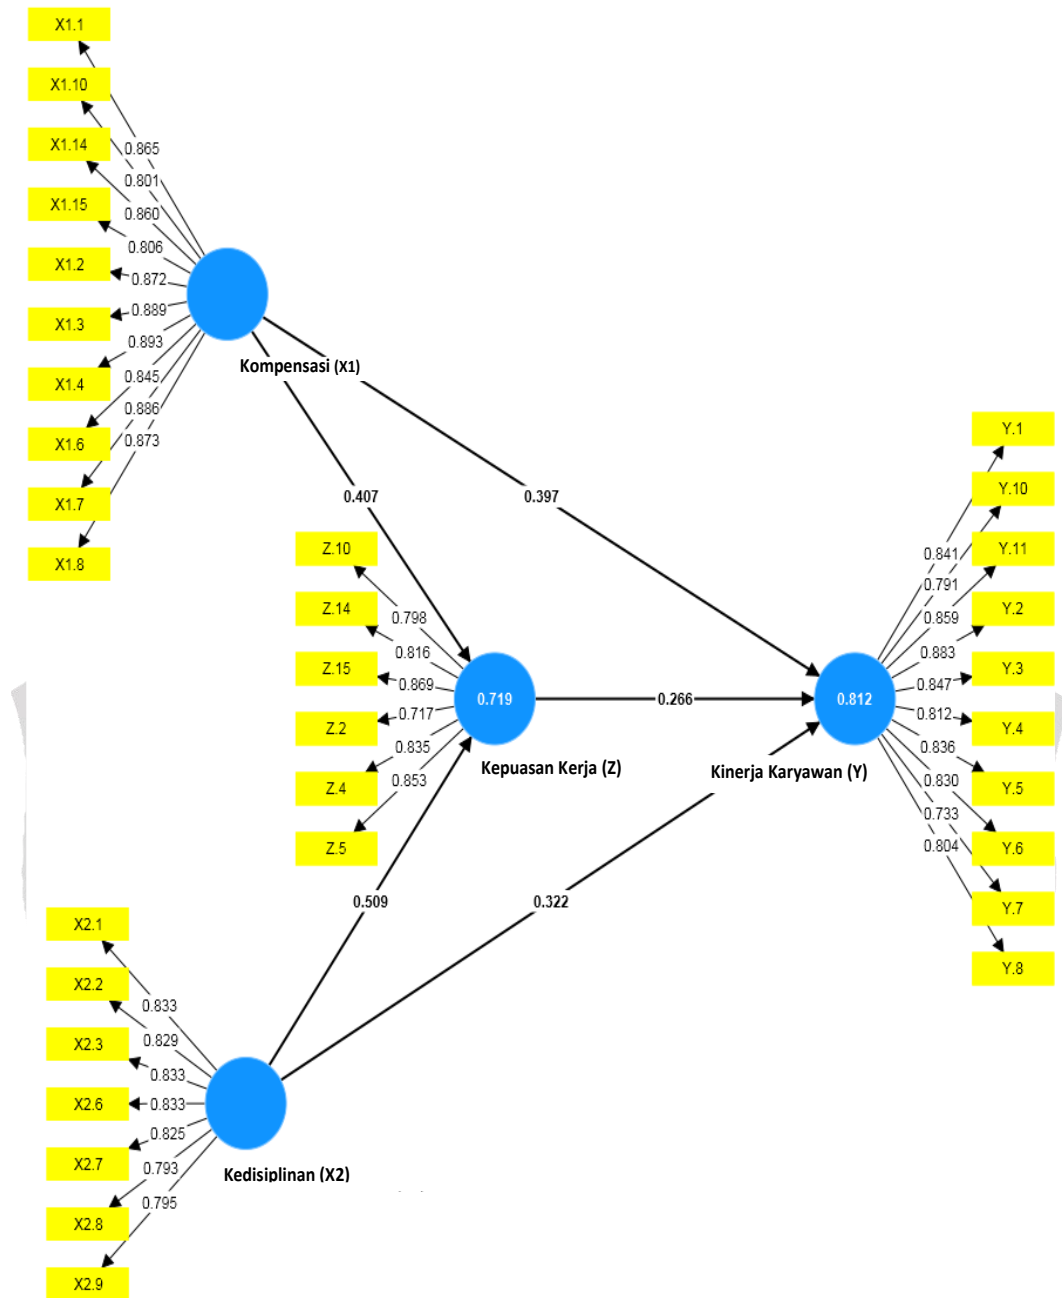 X1.1
X1.10
X1.14
X1.15
X1.2
X1.3
X1.4
X1.6
X1.7
X1.8
0.865
0.801
0.860
0.806
0.872
0.889
0.893
0.845
0.886
0.873
Kompensasi (X1)
0.407
0.397
Z.10
Z.14
Z.15
Z.2
Z.4
Z.5
0.798
0.816
0.869
0.717
0.835
0.853
0.719
Kepuasan Kerja (Z)
0.266
0.812
Kinerja Karyawan (Y)
Y.1
Y.10
Y.11
Y.2
Y.3
Y.4
Y.5
Y.6
Y.7
Y.8
0.841
0.791
0.859
0.883
0.847
0.812
0.836
0.830
0.733
0.804
0.509
0.322
X2.1
X2.2
X2.3
X2.6
X2.7
X2.8
X2.9
0.833
0.829
0.833
0.833
0.825
0.793
0.795
Kedisiplinan (X2)